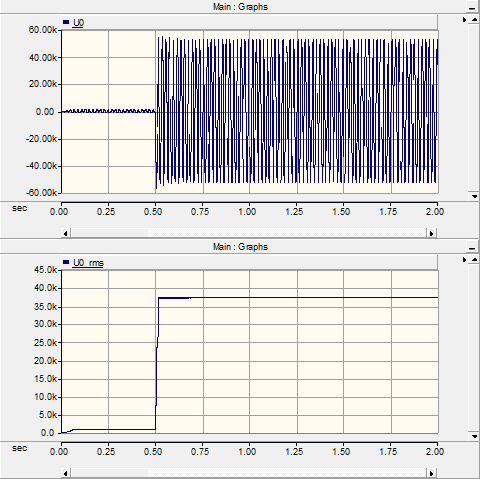 Main : Graphs
U0
60.00k
40.00k
20.00k
0.00
-20.00k
-40.00k
-60.00k
sec 0.00 0.25 0.50 0.75 1.00 1.25 1.50 1.75 2.00
Main : Graphs
U0_rms
45.0k
40.0k
35.0k
30.0k
25.0k
20.0k
15.0k
10.0k
5.0k
0.0
sec 0.00 0.25 0.50 0.75 1.00 1.25 1.50 1.75 2.00